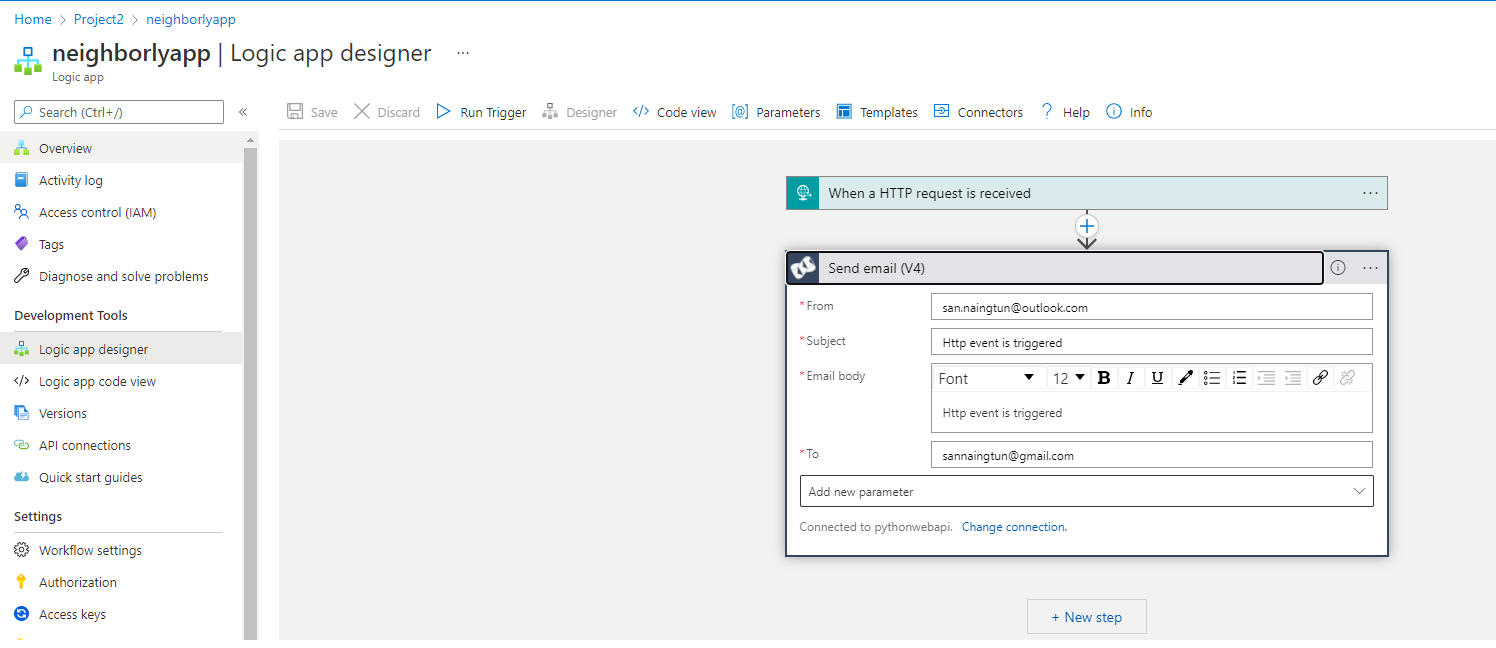 Home > Project2 > neighborlyapp
neighborlyapp | Logic app designer ...
Logic app
Search (Ctrl+/) «
Save Discard Run Trigger Designer </> Code view [@] Parameters Templates Connectors ? Help Info
Overview
Activity log
Access control (IAM)
Tags
Diagnose and solve problems
Development Tools
Logic app designer
</> Logic app code view
Versions
API connections
Quick start guides
Settings
Workflow settings
Authorization
Access keys
When a HTTP request is received ...
Send email (V4) ...
*From san.naingtun@outlook.com
*Subject Http event is triggered
*Email body Font 12 B I U
Http event is triggered
*To sannaingtun@gmail.com
Add new parameter
Connected to pythonwebapi. Change connection.
+ New step